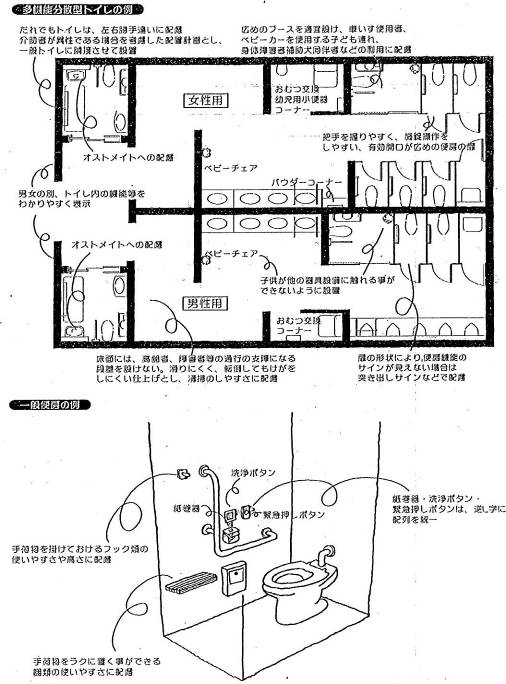 多機能分散型トイレの例
だれでもトイレは、左右勝手違いに配慮
介助者が異性である場合を考慮した配置計画とし、
一般トイレに隣接させて設置
広めのブースを適宜設け、車いす使用者、
ベビーカーを使用する子ども連れ、
身体障害者補助犬同伴者などの利用に配慮
女性用
おむつ交換
幼児用小便器
コーナー
オストメイトへの配慮
把手を握りやすく、施錠操作を
しやすい、有効開口が広めの便房の扉
ベビーチェア
パウダーコーナー
男女の別、トイレ内の機能等を
わかりやすく表示
オストメイトへの配慮
ベビーチェア
子供が他の器具設備に触れる事が
できないように設置
男性用
おむつ交換
コーナー
床面には、高齢者、障害者等の通行の支障になる
段差を設けない。滑りにくく、転倒してもけがを
しにくい仕上げとし、清掃のしやすさに配慮
扉の形状により、便房機能の
サインが見えない場合は
突き出しサインなどで配慮
一般便房の例
洗浄ボタン
紙巻器
緊急押しボタン
紙巻器・洗浄ボタン・
緊急押しボタンは、逆L字に
配列を統一
手荷物を掛けておけるフック類の
使いやすさや高さに配慮
手荷物をラクに置く事ができる
棚類の使いやすさに配慮